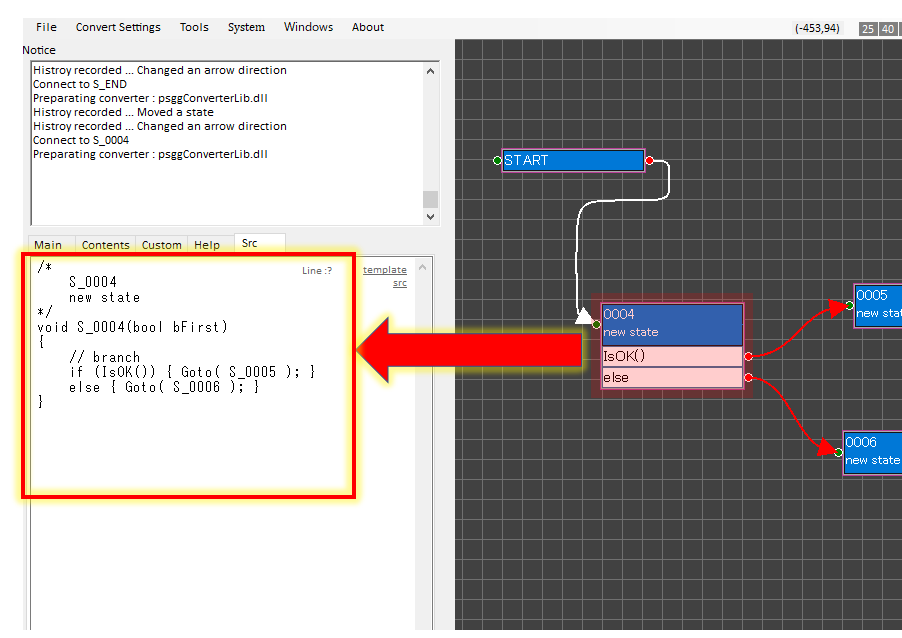 File Convert Settings Tools System Windows About (-453,94) 25 40
Notice
Histroy recorded ... Changed an arrow direction
Connect to S_END
Preparating converter : psggConverterLib.dll
Histroy recorded ... Moved a state
Histroy recorded ... Changed an arrow direction
Connect to S_0004
Preparating converter : psggConverterLib.dll
Main Contents Custom Help Src
Line :? template
src
/*
S_0004
new state
*/
void S_0004(bool bFirst)
{
// branch
if (IsOK()) { Goto( S_0005 ); }
else { Goto( S_0006 ); }
}
START
0004
new state
IsOK()
else
0005
new stat
0006
new state